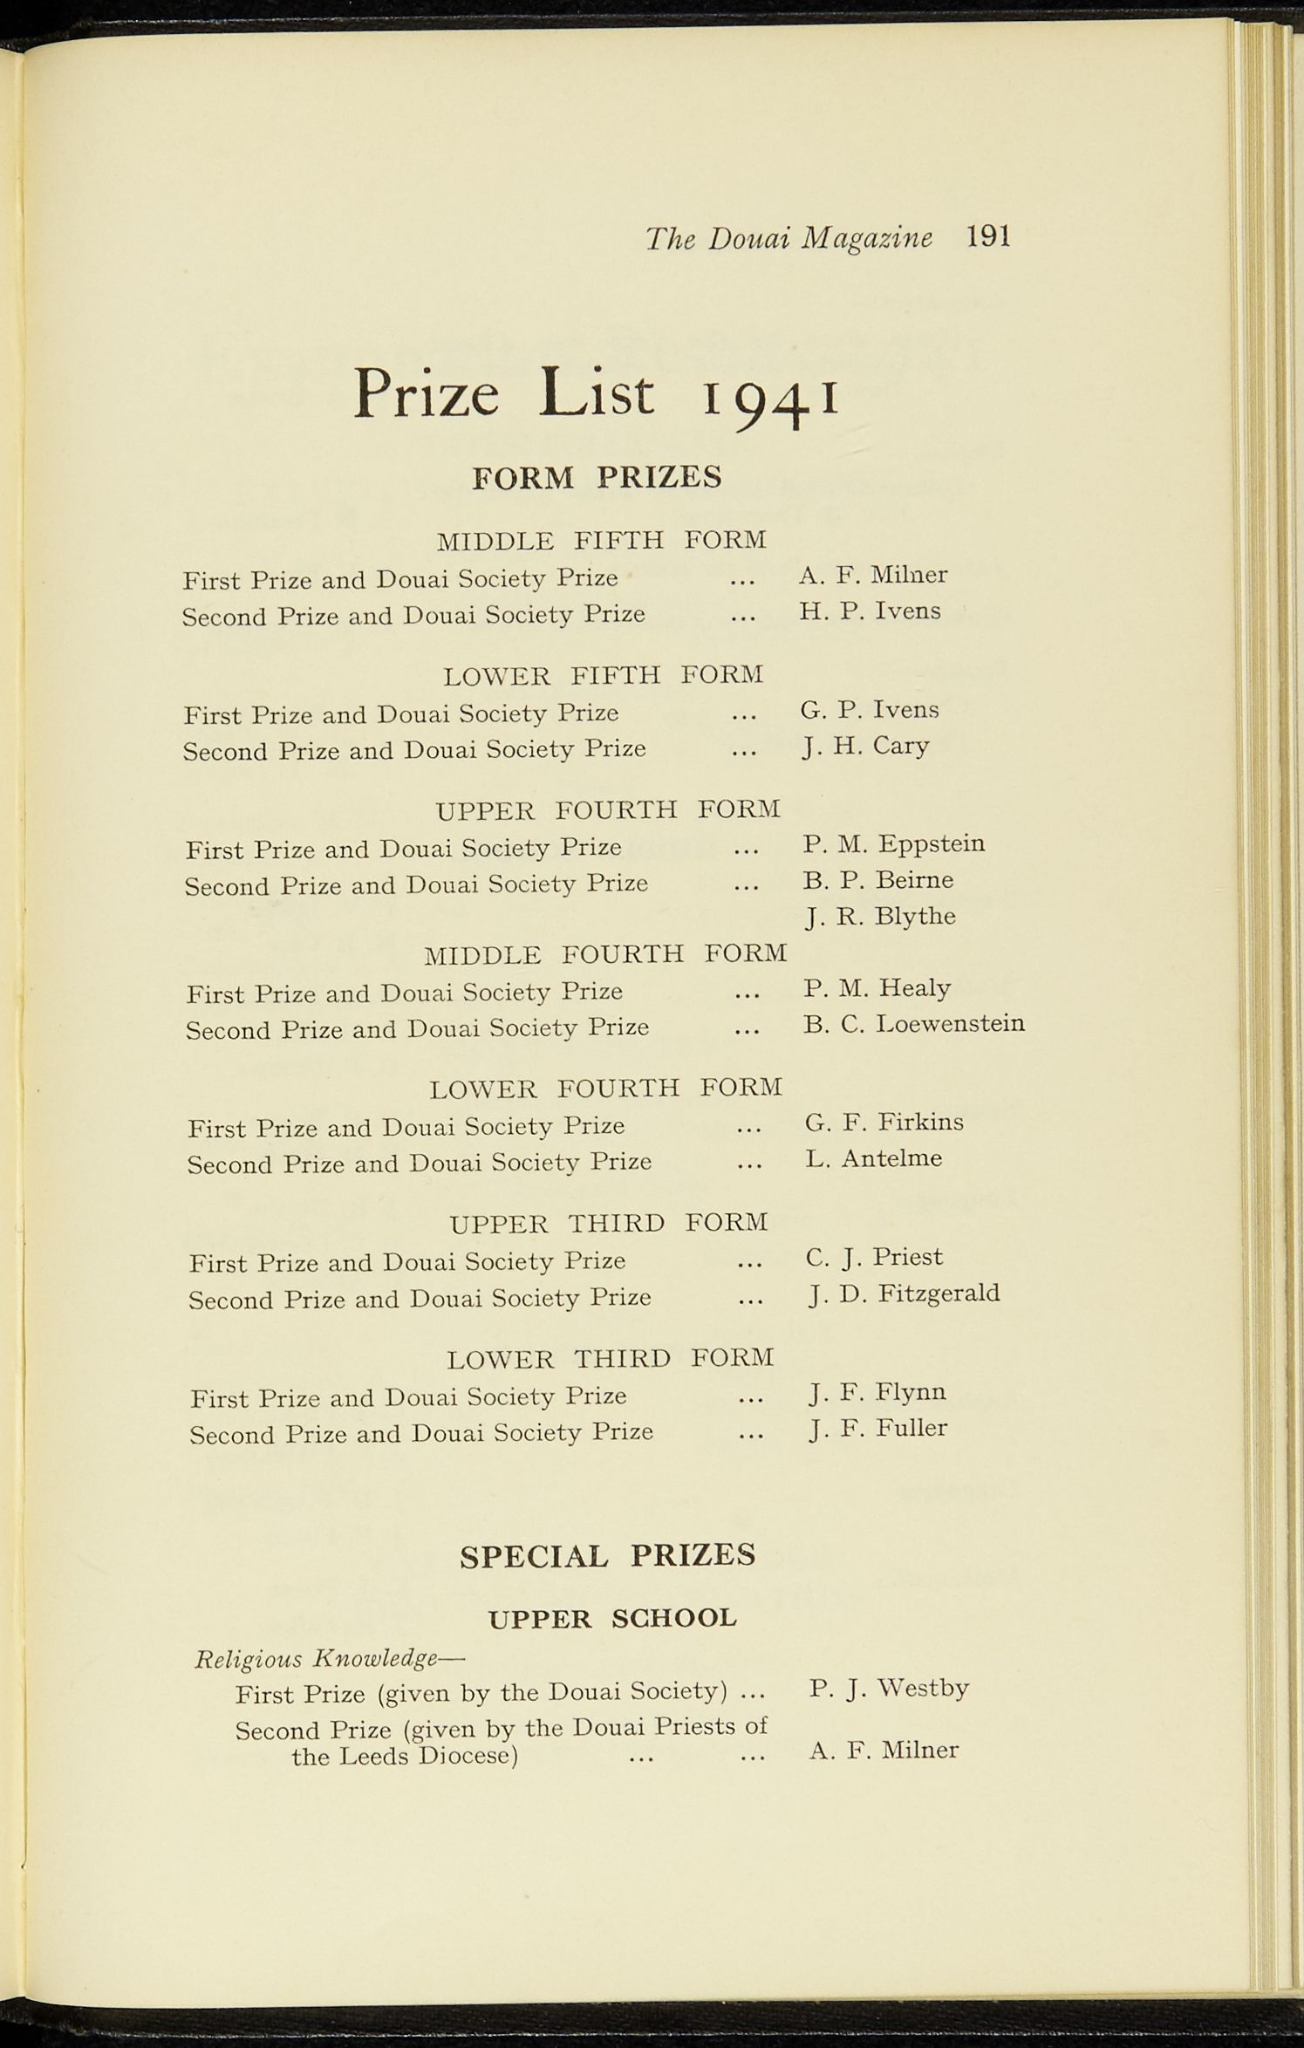 The Douai Magazine 191
Prize List 1941
FORM PRIZES
MIDDLE FIFTH FORM
First Prize and Douai Society Prize ... A. F. Milner
Second Prize and Douai Society Prize ... H. P. Ivens
LOWER FIFTH FORM
First Prize and Douai Society Prize ... G. P. Ivens
Second Prize and Douai Society Prize ... J. H. Cary
UPPER FOURTH FORM
First Prize and Douai Society Prize ... P. M. Eppstein
Second Prize and Douai Society Prize ... B. P. Beirne
J. R. Blythe
MIDDLE FOURTH FORM
First Prize and Douai Society Prize ... P. M. Healy
Second Prize and Douai Society Prize ... B. C. Loewenstein
LOWER FOURTH FORM
First Prize and Douai Society Prize ... G. F. Firkins
Second Prize and Douai Society Prize ... L. Antelme
UPPER THIRD FORM
First Prize and Douai Society Prize ... C. J. Priest
Second Prize and Douai Society Prize ... J. D. Fitzgerald
LOWER THIRD FORM
First Prize and Douai Society Prize ... J. F. Flynn
Second Prize and Douai Society Prize ... J. F. Fuller
SPECIAL PRIZES
UPPER SCHOOL
Religious Knowledge—
First Prize (given by the Douai Society) ... P. J. Westby
Second Prize (given by the Douai Priests of
the Leeds Diocese) ... ... A. F. Milner